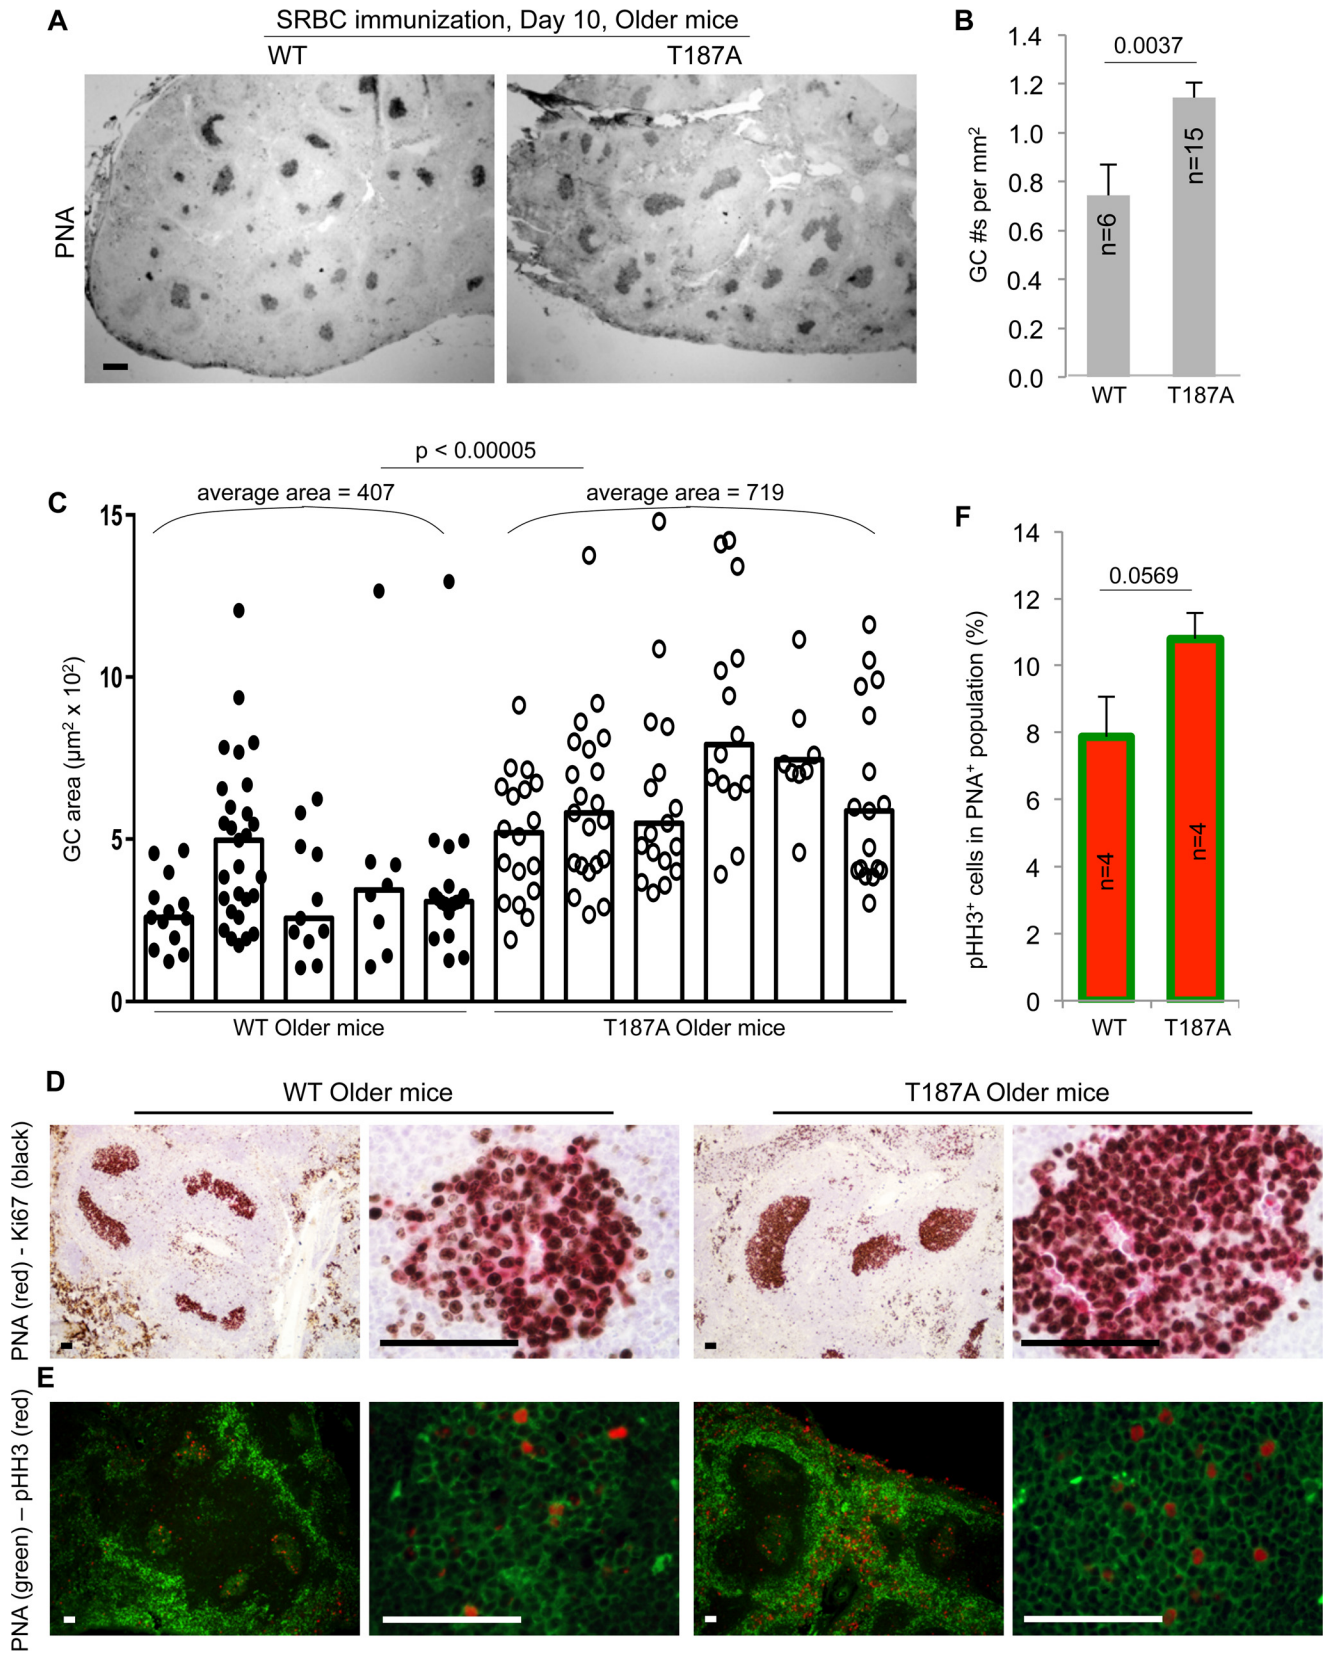 A
SRBC immunization, Day 10, Older mice
WT
T187A
PNA
B
GC #s per mm²
1.4
1.2
1.0
0.8
0.6
0.4
0.2
0.0
0.0037
n=6
n=15
WT
T187A
C
p < 0.00005
average area = 407
average area = 719
GC area (µm² x 10²)
15
10
5
0
WT Older mice
T187A Older mice
F
pHH3⁺ cells in PNA⁺ population (%)
14
12
10
8
6
4
2
0
0.0569
n=4
n=4
WT
T187A
D
WT Older mice
T187A Older mice
PNA (red) - Ki67 (black)
E
PNA (green) – pHH3 (red)